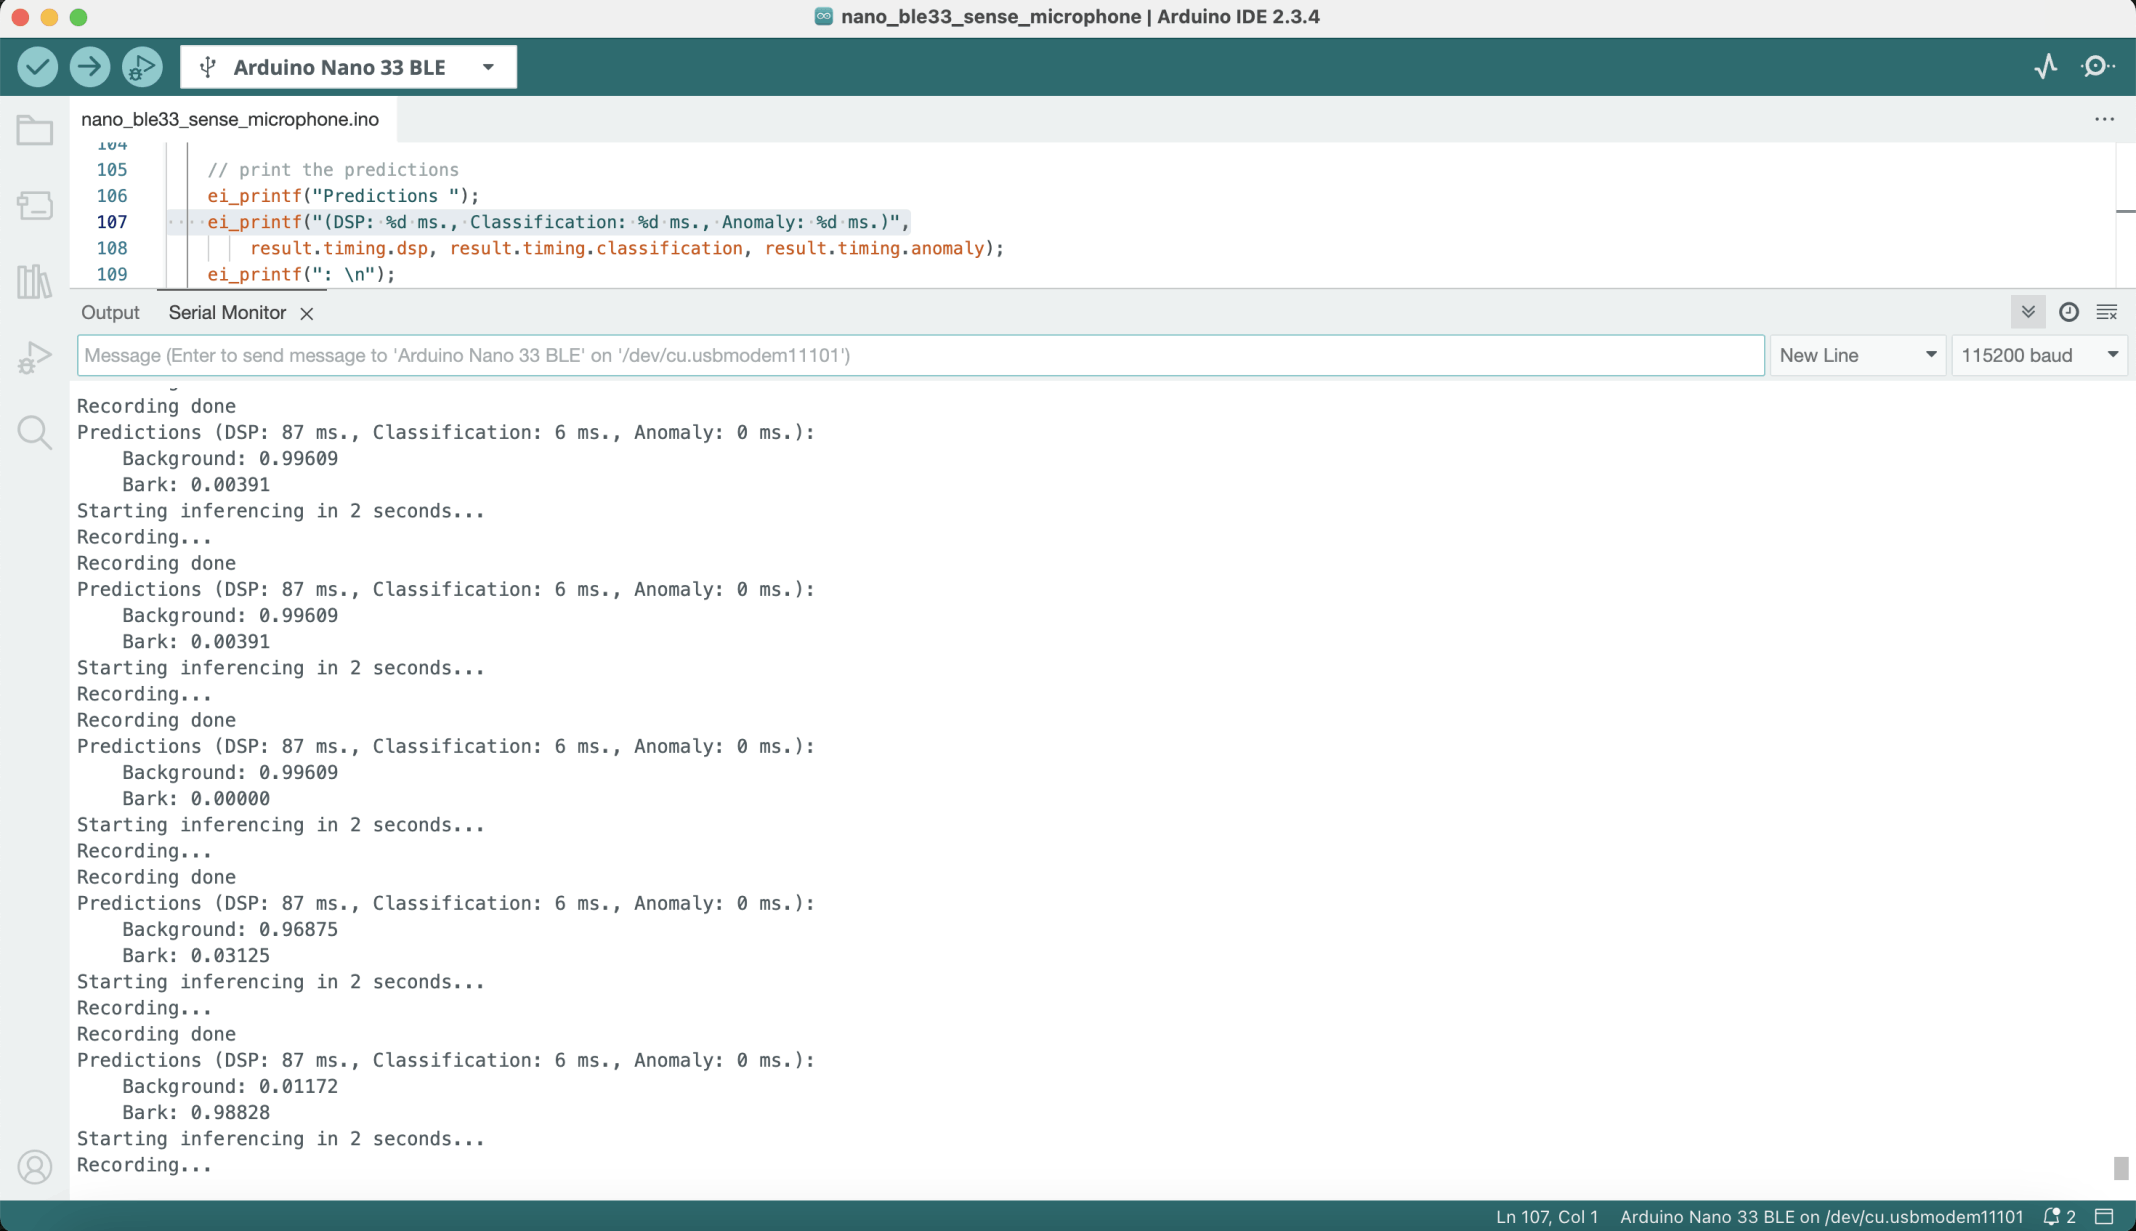 nano_ble33_sense_microphone | Arduino IDE 2.3.4
Arduino Nano 33 BLE
nano_ble33_sense_microphone.ino
104
105 // print the predictions
106 ei_printf("Predictions ");
107 ei_printf("(DSP: %d ms., Classification: %d ms., Anomaly: %d ms.)",
108 result.timing.dsp, result.timing.classification, result.timing.anomaly);
109 ei_printf(": \n");
Output Serial Monitor
Message (Enter to send message to 'Arduino Nano 33 BLE' on '/dev/cu.usbmodem11101') New Line 115200 baud
Recording done
Predictions (DSP: 87 ms., Classification: 6 ms., Anomaly: 0 ms.):
Background: 0.99609
Bark: 0.00391
Starting inferencing in 2 seconds...
Recording...
Recording done
Predictions (DSP: 87 ms., Classification: 6 ms., Anomaly: 0 ms.):
Background: 0.99609
Bark: 0.00391
Starting inferencing in 2 seconds...
Recording...
Recording done
Predictions (DSP: 87 ms., Classification: 6 ms., Anomaly: 0 ms.):
Background: 0.99609
Bark: 0.00000
Starting inferencing in 2 seconds...
Recording...
Recording done
Predictions (DSP: 87 ms., Classification: 6 ms., Anomaly: 0 ms.):
Background: 0.96875
Bark: 0.03125
Starting inferencing in 2 seconds...
Recording...
Recording done
Predictions (DSP: 87 ms., Classification: 6 ms., Anomaly: 0 ms.):
Background: 0.01172
Bark: 0.98828
Starting inferencing in 2 seconds...
Recording...
Ln 107, Col 1 Arduino Nano 33 BLE on /dev/cu.usbmodem11101 2